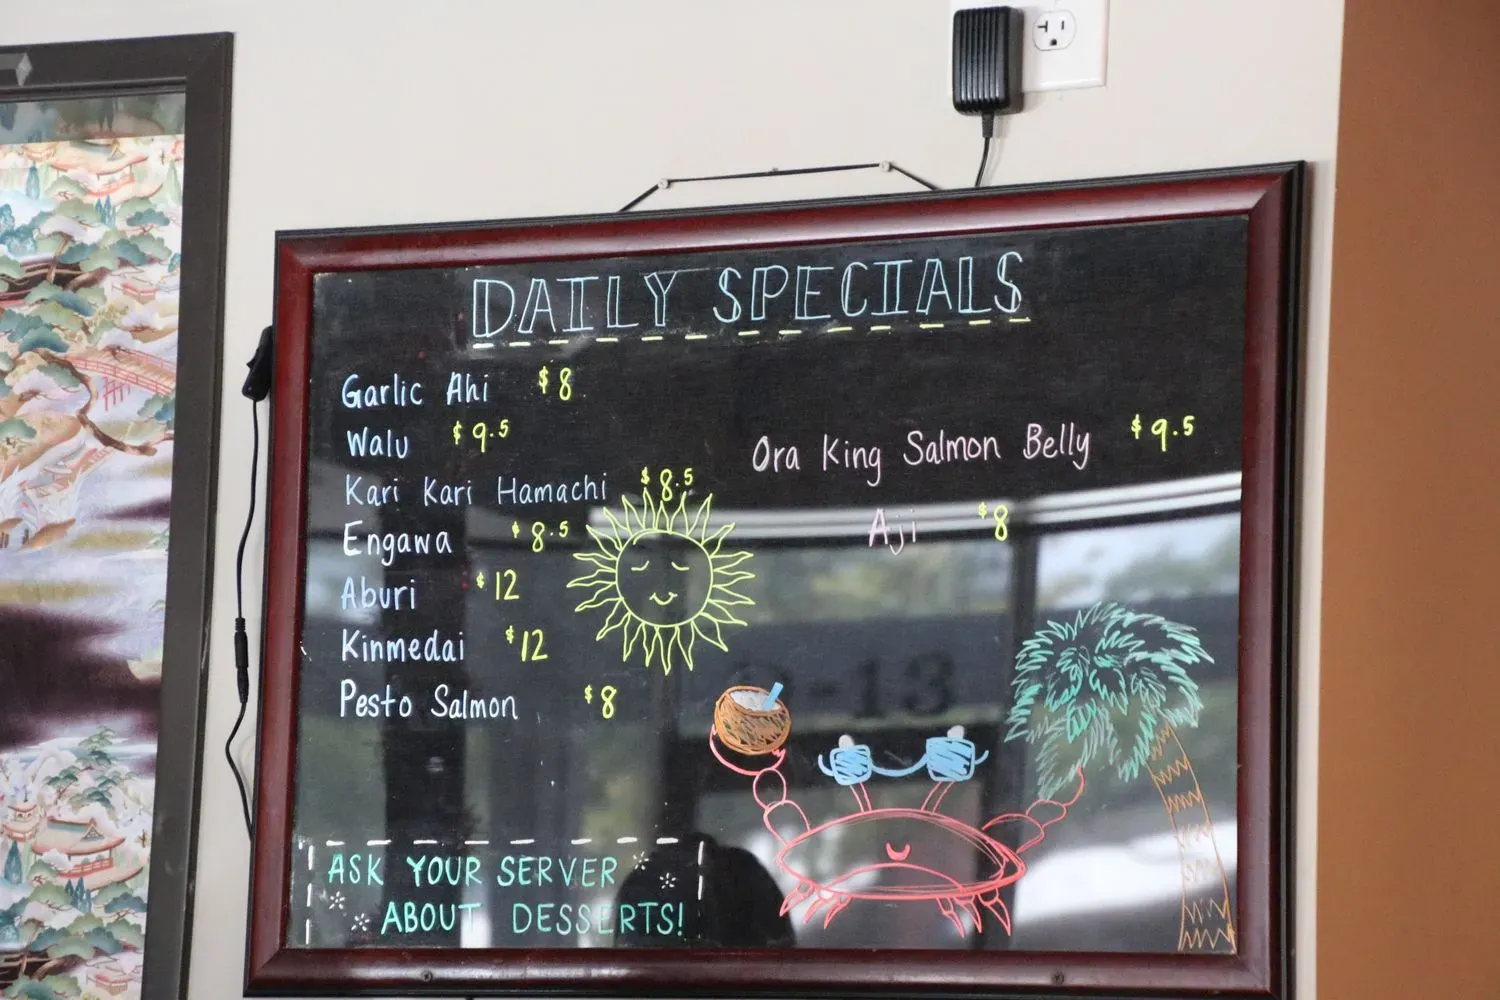 DAILY SPECIALS
Garlic Ahi $8
Walu $9.5
Kari Kari Hamachi $8.5
Engawa $8.5
Aburi $12
Kinmedai $12
Pesto Salmon $8
Ora King Salmon Belly $9.5
Aji $8
-13
ASK YOUR SERVER
ABOUT DESSERTS!